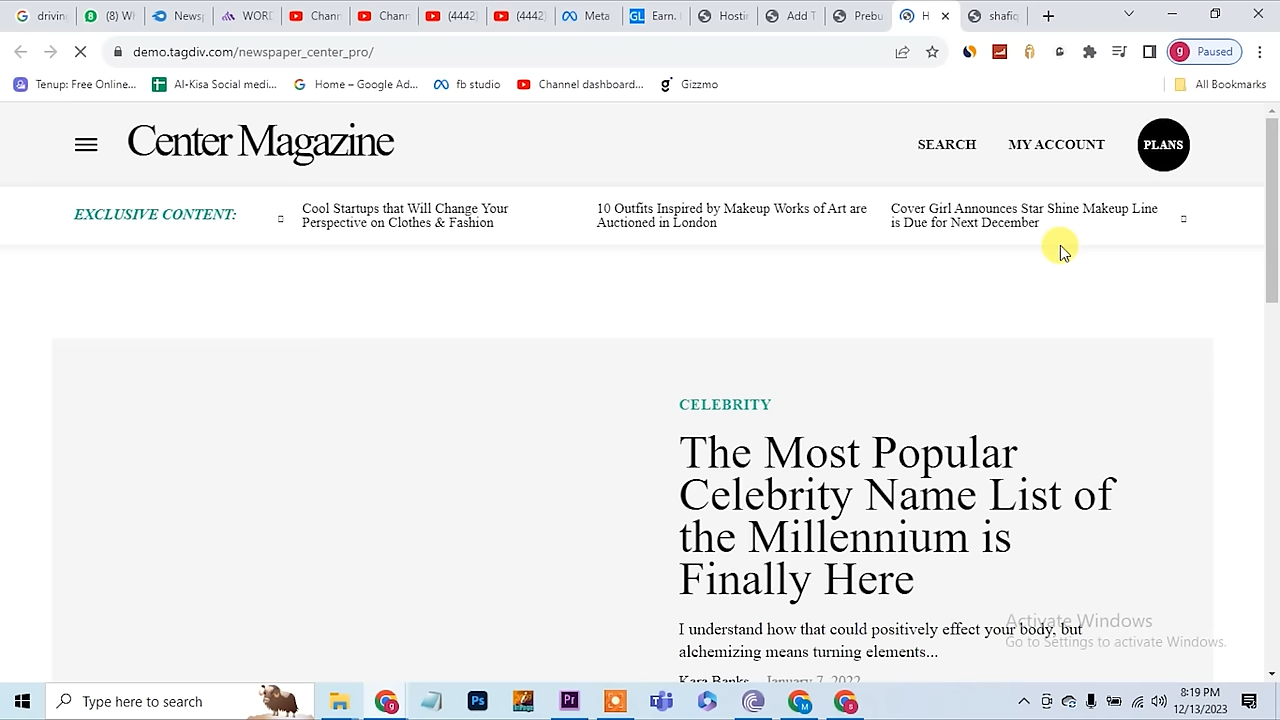 drivin
(8) W
News
WORD
Chann
Chann
(4442)
(4442)
Meta
Earn.
Hostin
Add T
Prebu
H
shafiq
demo.tagdiv.com/newspaper_center_pro/
Paused
Tenup: Free Online...
Al-Kisa Social medi...
Home – Google Ad...
fb studio
Channel dashboard...
Gizzmo
All Bookmarks
Center Magazine
SEARCH
MY ACCOUNT
PLANS
EXCLUSIVE CONTENT:
Cool Startups that Will Change Your
Perspective on Clothes & Fashion
10 Outfits Inspired by Makeup Works of Art are
Auctioned in London
Cover Girl Announces Star Shine Makeup Line
is Due for Next December
CELEBRITY
The Most Popular
Celebrity Name List of
the Millennium is
Finally Here
I understand how that could positively effect your body, but
alchemizing means turning elements...
Kara Banks - January 7, 2022
Activate Windows
Go to Settings to activate Windows.
Type here to search
8:19 PM
12/13/2023